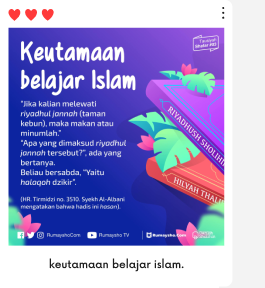 Keutamaan
belajar Islam
"Jika kalian melewati
riyadhul jannah (taman
kebun), maka makan atau
minumlah."
"Apa yang dimaksud riyadhul
jannah tersebut?", ada yang
bertanya.
Beliau bersabda, "Yaitu
halaqoh dzikir".
(HR. Tirmidzi no. 3510. Syekh Al-Albani
mengatakan bahwa hadis ini hasan).
RIYADHUSH SHOLIHI
HILYAH THALI
RumayshoCom
Rumaysho TV
Rumaysho.Com
keutamaan belajar islam.